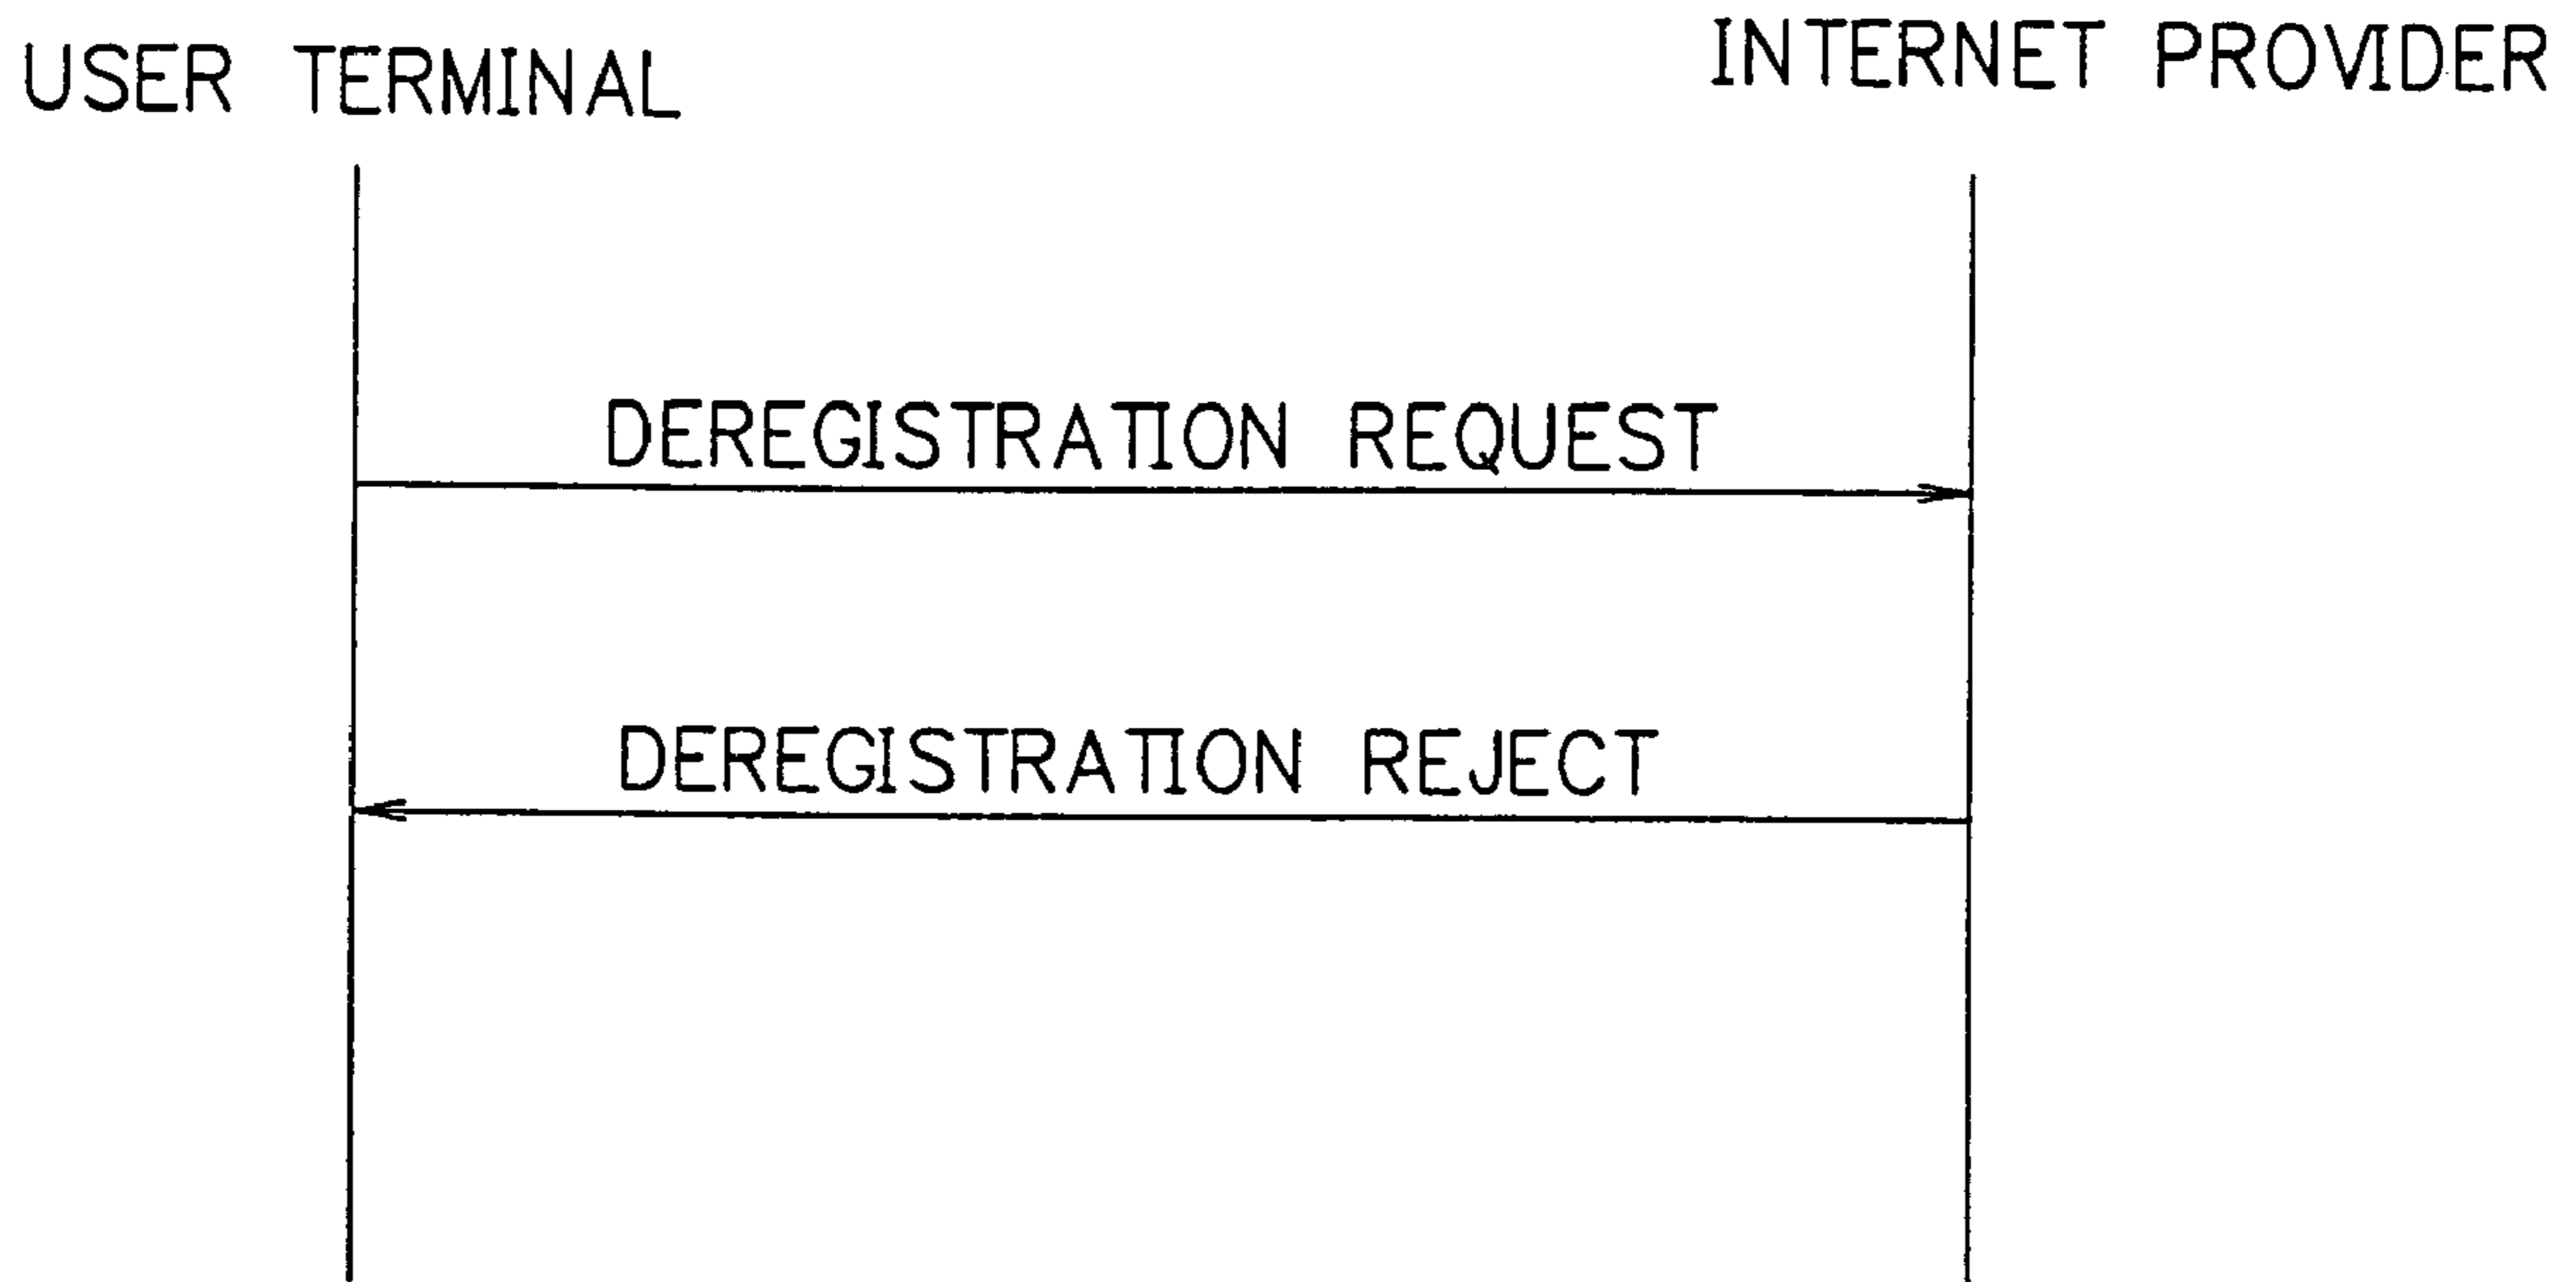 USER TERMINAL
INTERNET PROVIDER
DEREGISTRATION REQUEST
DEREGISTRATION REJECT